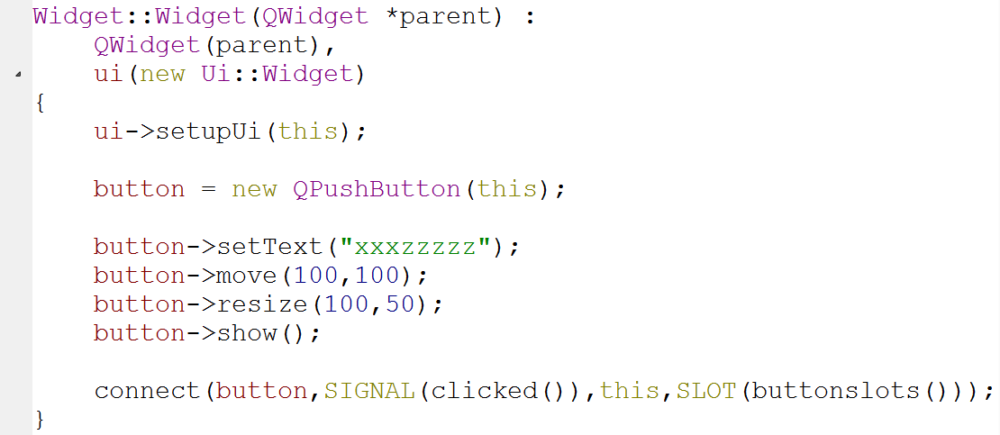 Widget::Widget(QWidget *parent) :
    QWidget(parent),
    ui(new Ui::Widget)
{
    ui->setupUi(this);
    button = new QPushButton(this);
    button->setText("xxxzzzzz");
    button->move(100,100);
    button->resize(100,50);
    button->show();
    connect(button,SIGNAL(clicked()),this,SLOT(buttonslots()));
}